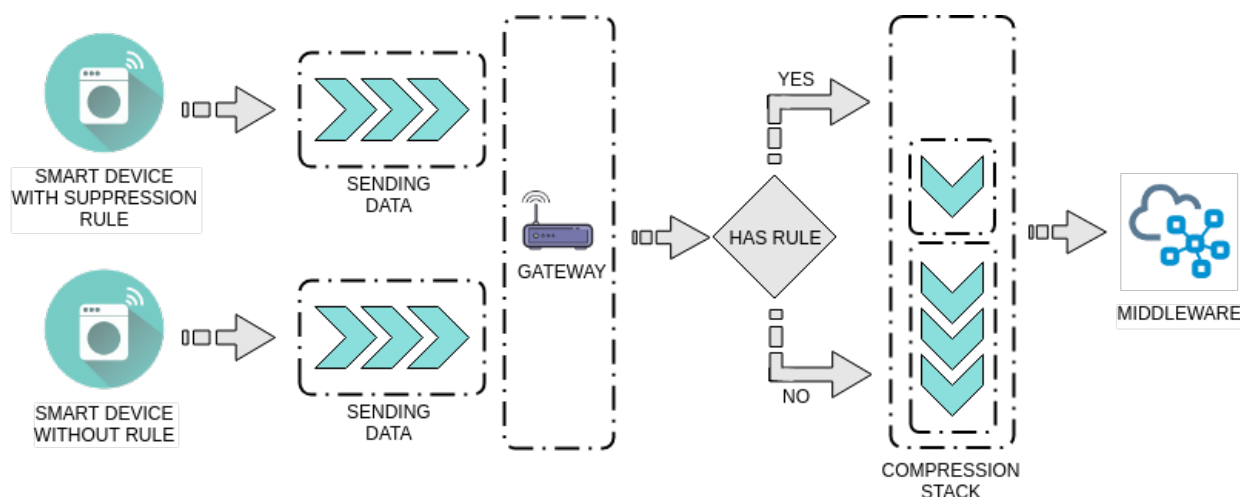 SMART DEVICE
WITH SUPPRESSION
RULE
SENDING
DATA
SMART DEVICE
WITHOUT RULE
SENDING
DATA
GATEWAY
HAS RULE
YES
NO
COMPRESSION
STACK
MIDDLEWARE